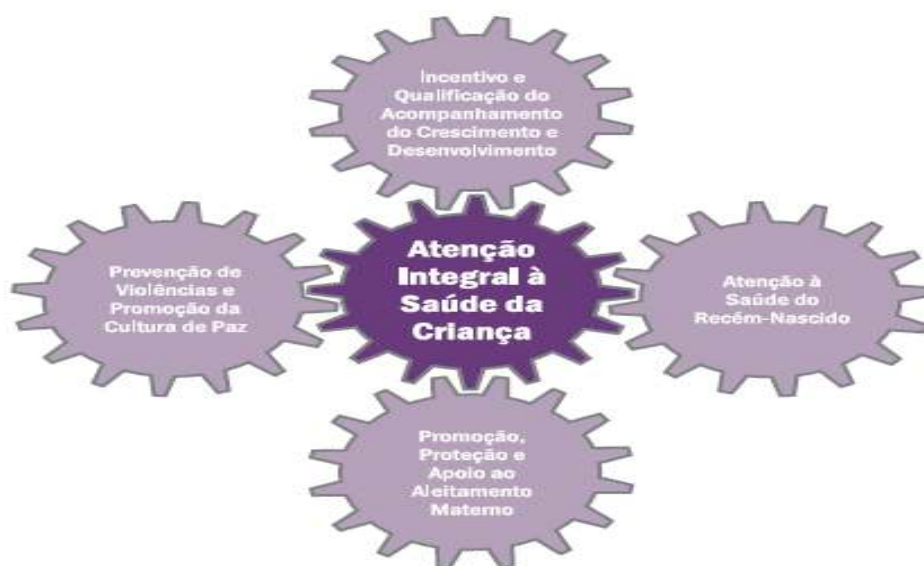 Incentivo e
Qualificação do
Acompanhamento
do Crescimento e
Desenvolvimento
Prevenção de
Violências e
Promoção da
Cultura de Paz
Atenção
Integral à
Saúde da
Criança
Atenção à
Saúde do
Recém-Nascido
Promoção,
Proteção e
Apoio ao
Aleitamento
Materno